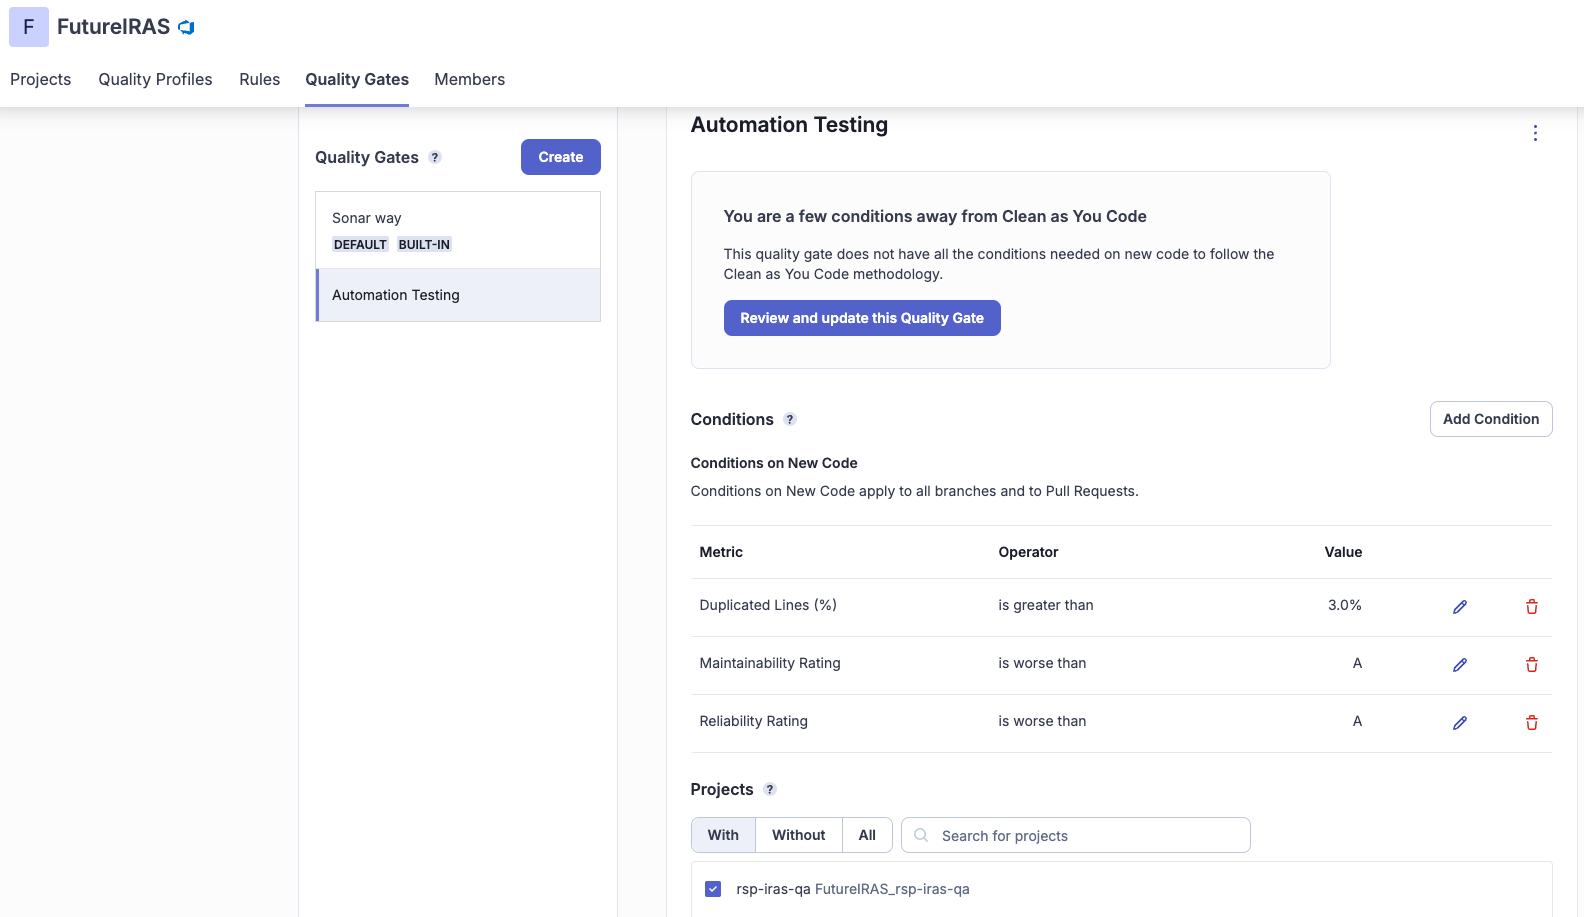 F FutureIRAS
Projects Quality Profiles Rules Quality Gates Members
Quality Gates ? Create
Sonar way
DEFAULT BUILT-IN
Automation Testing
Automation Testing
You are a few conditions away from Clean as You Code
This quality gate does not have all the conditions needed on new code to follow the
Clean as You Code methodology.
Review and update this Quality Gate
Conditions ? Add Condition
Conditions on New Code
Conditions on New Code apply to all branches and to Pull Requests.
Metric Operator Value
Duplicated Lines (%) is greater than 3.0%
Maintainability Rating is worse than A
Reliability Rating is worse than A
Projects ?
With Without All Search for projects
rsp-iras-qa FutureIRAS_rsp-iras-qa